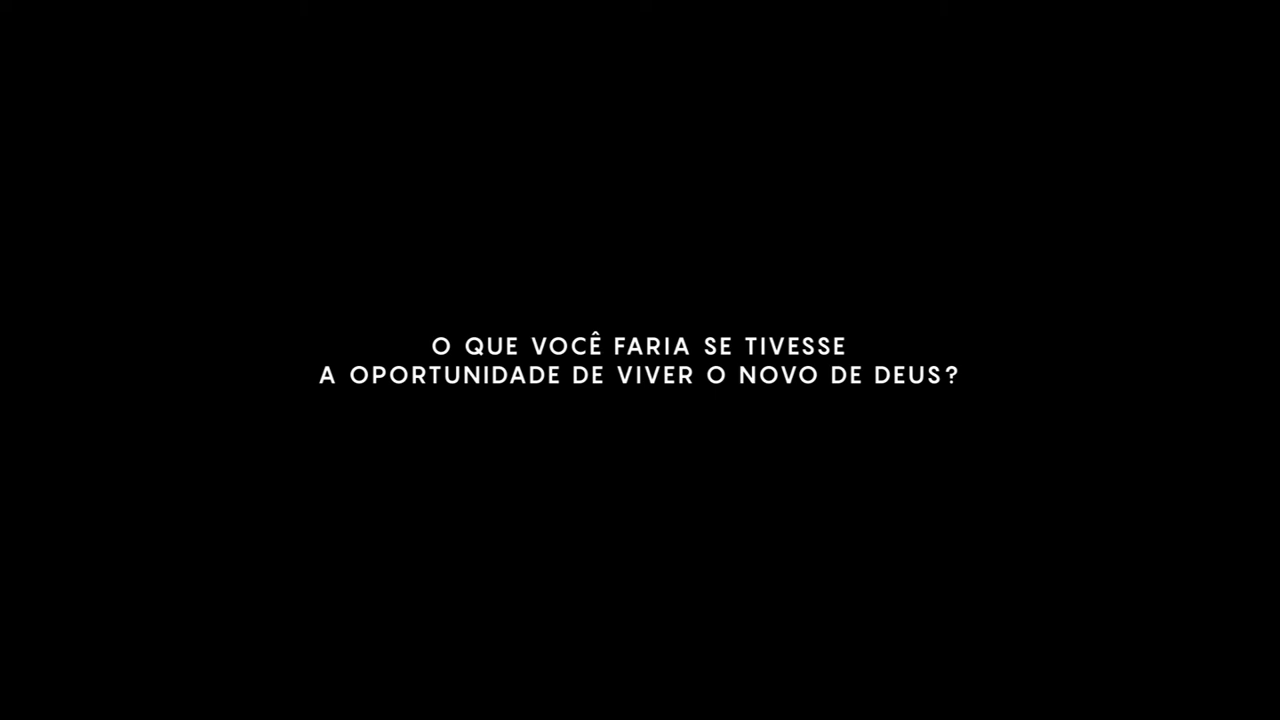 O QUE VOCÊ FARIA SE TIVESSE
A OPORTUNIDADE DE VIVER O NOVO DE DEUS?